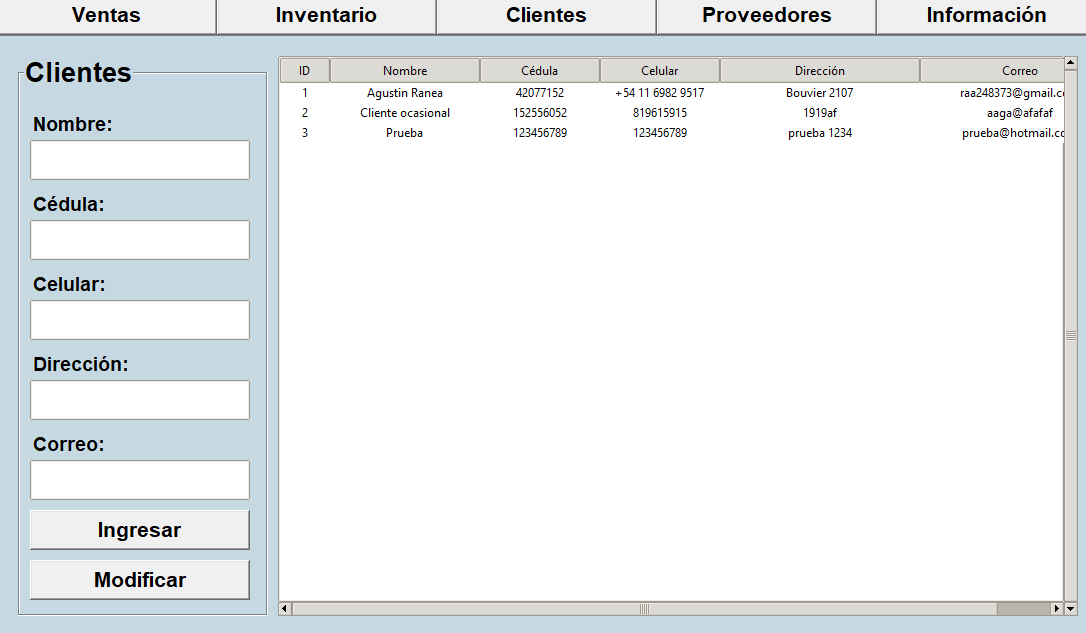 Ventas Inventario Clientes Proveedores Información
Clientes
Nombre:
Cédula:
Celular:
Dirección:
Correo:
Ingresar
Modificar
ID Nombre Cédula Celular Dirección Correo
1 Agustin Ranea 42077152 +54 11 6982 9517 Bouvier 2107 raa248373@gmail.co
2 Cliente ocasional 152556052 819615915 1919af aaga@afafaf
3 Prueba 123456789 123456789 prueba 1234 prueba@hotmail.co